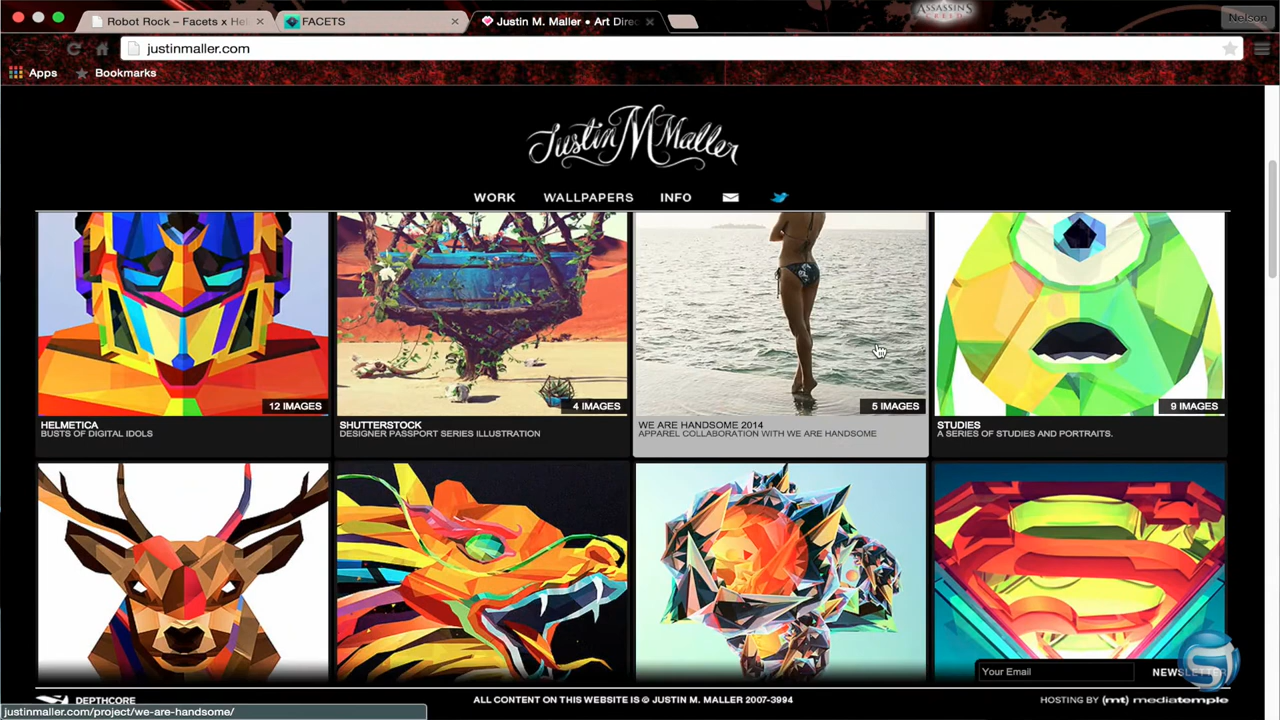 ASSASSINS
CREED
Robot Rock – Facets x Hel
FACETS
Justin M. Maller • Art Direc
Nelson
justinmaller.com
Apps
Bookmarks
Justin M Maller
WORK
WALLPAPERS
INFO
12 IMAGES
4 IMAGES
5 IMAGES
9 IMAGES
HELMETICA
BUSTS OF DIGITAL IDOLS
SHUTTERSTOCK
DESIGNER PASSPORT SERIES ILLUSTRATION
WE ARE HANDSOME 2014
APPAREL COLLABORATION WITH WE ARE HANDSOME
STUDIES
A SERIES OF STUDIES AND PORTRAITS.
Your Email
NEWSLETTER
DEPTHCORE
ALL CONTENT ON THIS WEBSITE IS © JUSTIN M. MALLER 2007-3994
HOSTING BY (mt) mediatemple
justinmaller.com/project/we-are-handsome/